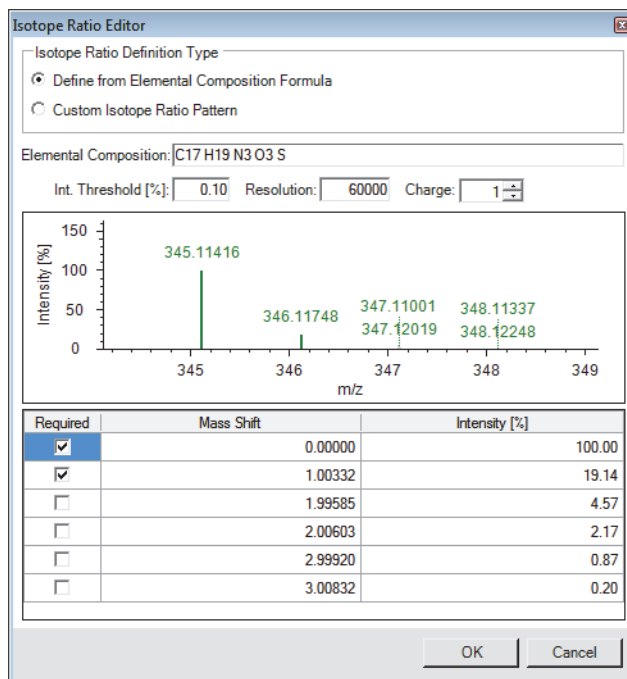 Isotope Ratio Editor
Isotope Ratio Definition Type
Define from Elemental Composition Formula
Custom Isotope Ratio Pattern
Elemental Composition: C17 H19 N3 O3 S
Int. Threshold [%]: 0.10 Resolution: 60000 Charge: 1
150
100
50
0
Intensity [%]
345.11416
346.11748
347.11001
347.12019
348.11337
348.12248
345 346 347 348 349
m/z
Required Mass Shift Intensity [%]
0.00000 100.00
1.00332 19.14
1.99585 4.57
2.00603 2.17
2.99920 0.87
3.00832 0.20
OK Cancel